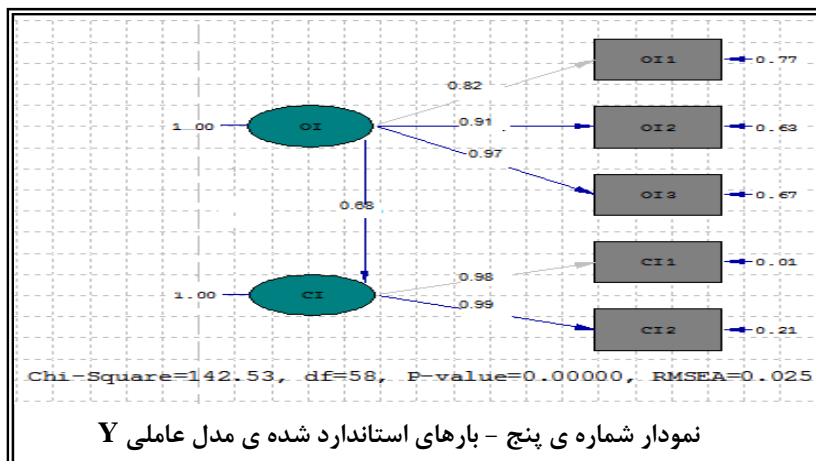 OI1
0.77
0.82
1.00
OI
0.91
OI2
0.63
0.97
OI3
0.67
0.68
CI1
0.01
0.98
1.00
CI
0.99
CI2
0.21
Chi-Square=142.53, df=58, P-value=0.00000, RMSEA=0.025
نمودار شماره ی پنج - بارهای استاندارد شده ی مدل عاملی Y